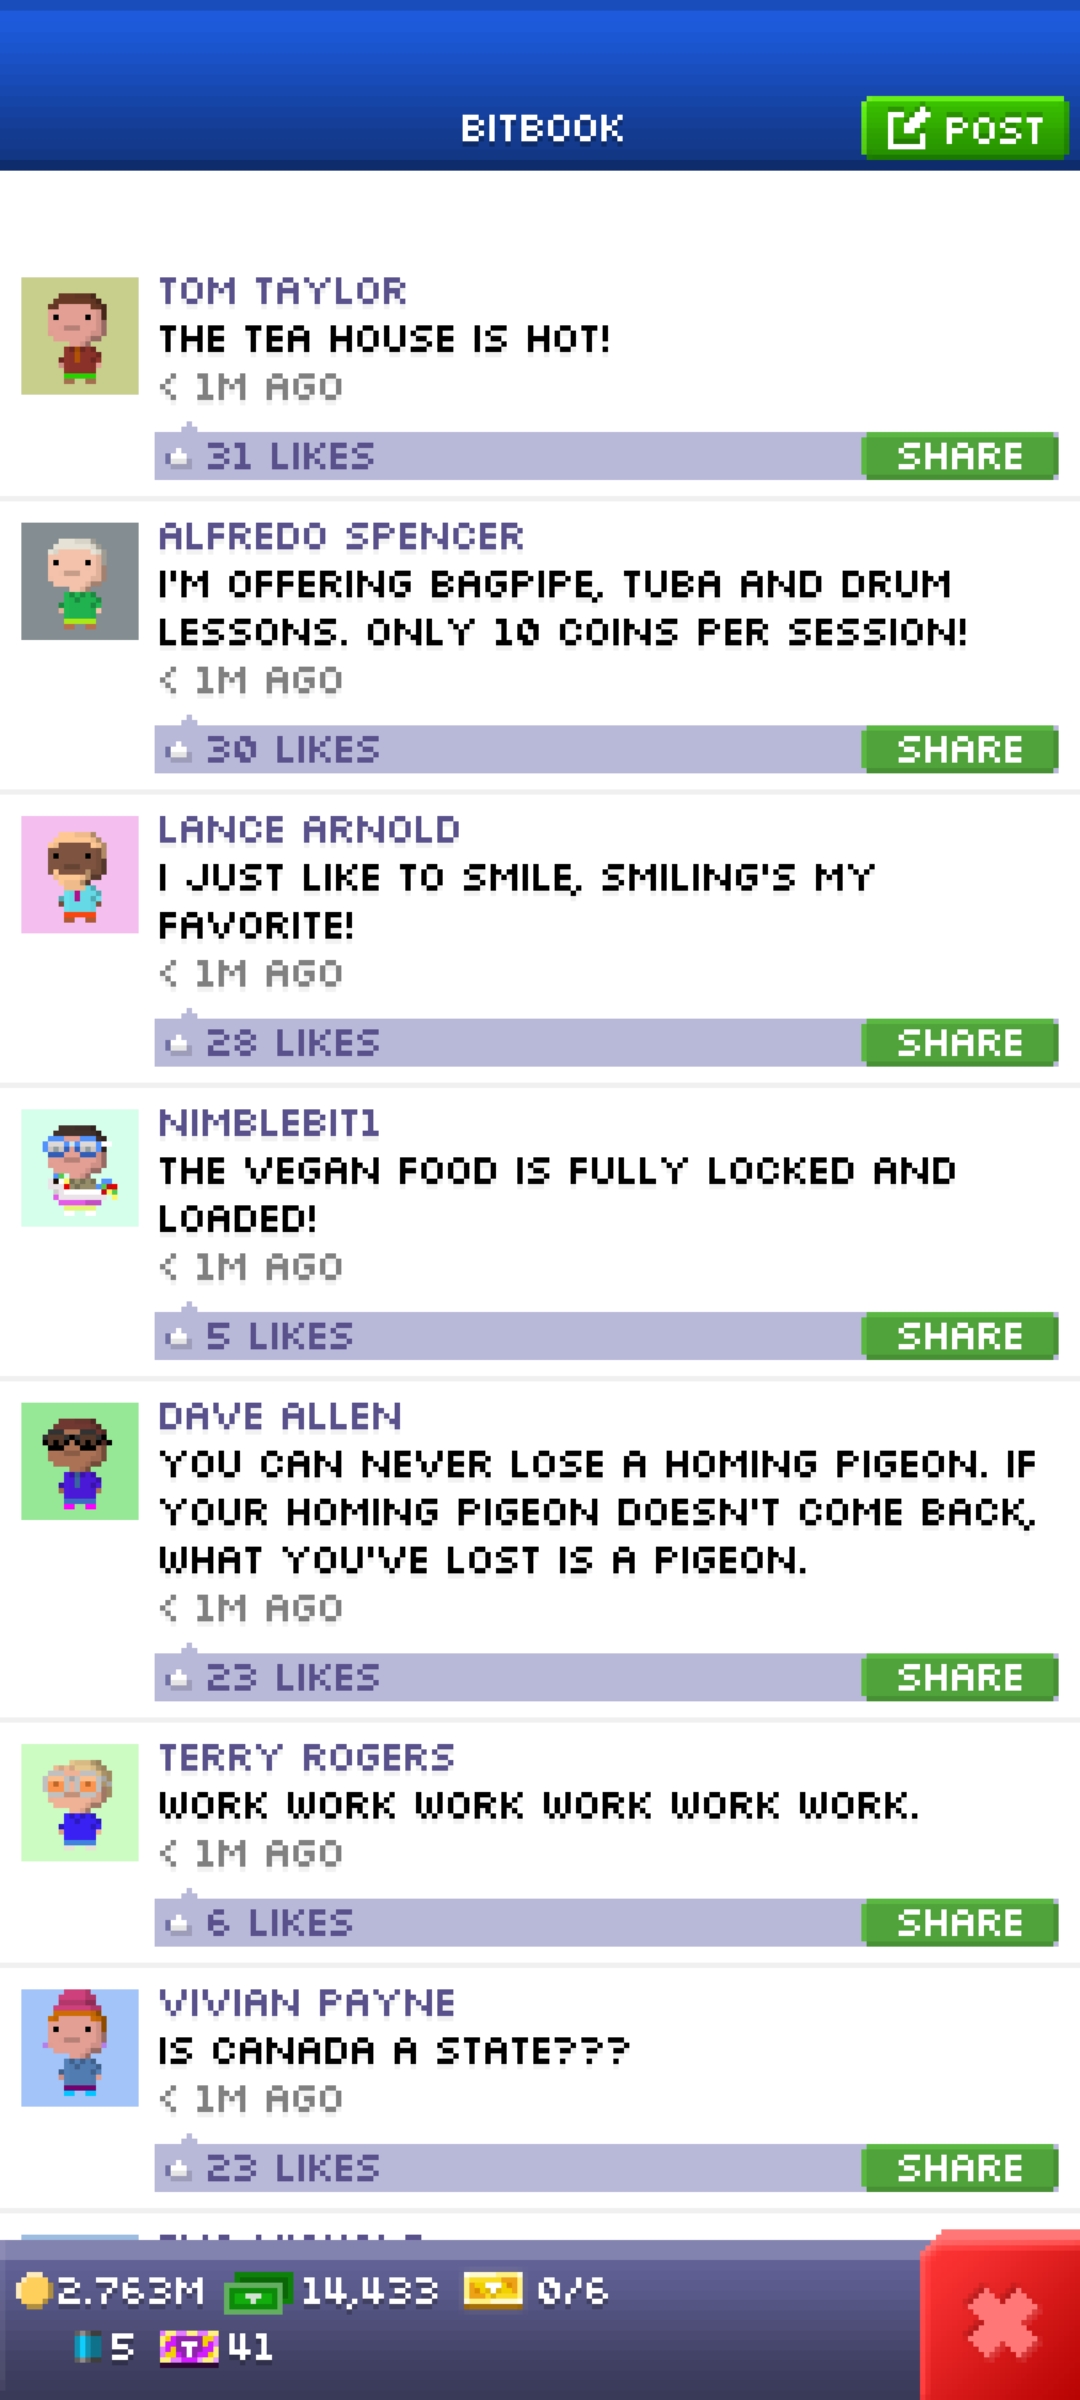 BITBOOK
POST
TOM TAYLOR
THE TEA HOUSE IS HOT!
< 1M AGO
31 LIKES
SHARE
ALFREDO SPENCER
I'M OFFERING BAGPIPE, TUBA AND DRUM
LESSONS. ONLY 10 COINS PER SESSION!
< 1M AGO
30 LIKES
SHARE
LANCE ARNOLD
I JUST LIKE TO SMILE, SMILING'S MY
FAVORITE!
< 1M AGO
28 LIKES
SHARE
NIMBLEBIT1
THE VEGAN FOOD IS FULLY LOCKED AND
LOADED!
< 1M AGO
5 LIKES
SHARE
DAVE ALLEN
YOU CAN NEVER LOSE A HOMING PIGEON. IF
YOUR HOMING PIGEON DOESN'T COME BACK,
WHAT YOU'VE LOST IS A PIGEON.
< 1M AGO
23 LIKES
SHARE
TERRY ROGERS
WORK WORK WORK WORK WORK WORK.
< 1M AGO
6 LIKES
SHARE
VIVIAN PAYNE
IS CANADA A STATE???
< 1M AGO
23 LIKES
SHARE
2.763M 14,433 0/6
5 T 41